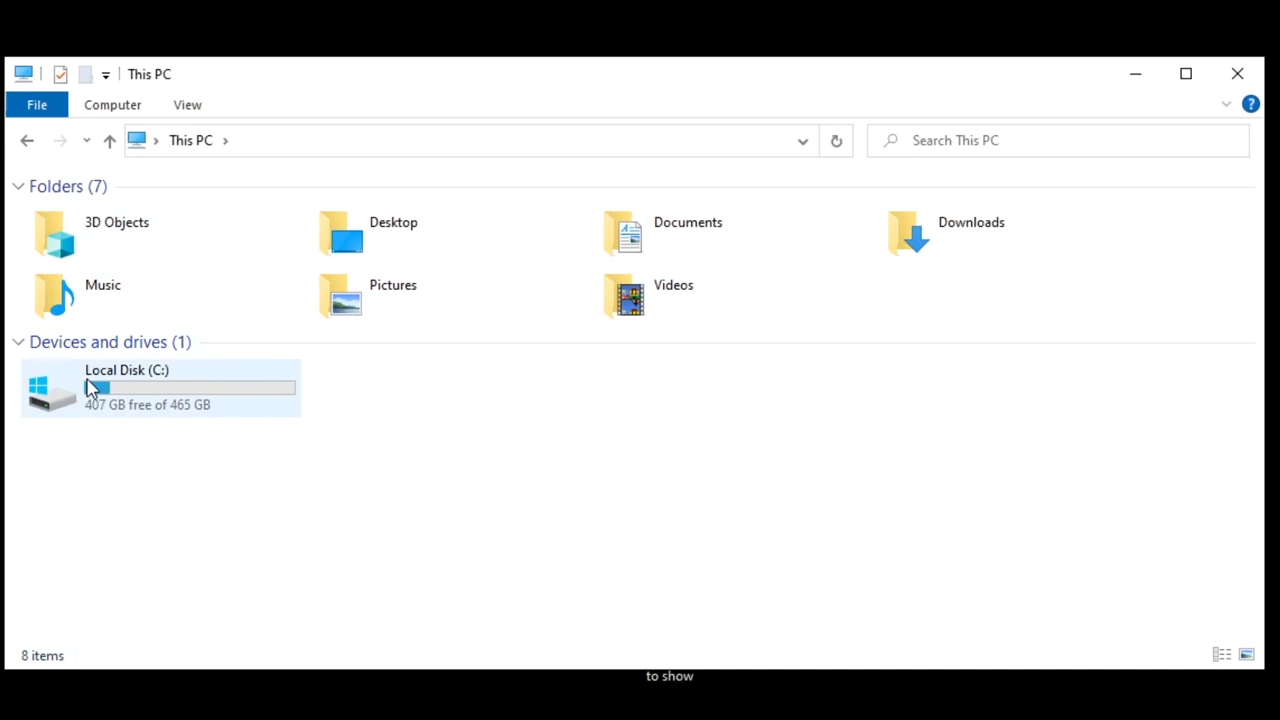 This PC
File Computer View
This PC
Search This PC
Folders (7)
3D Objects Desktop Documents Downloads
Music Pictures Videos
Devices and drives (1)
Local Disk (C:)
407 GB free of 465 GB
8 items
to show